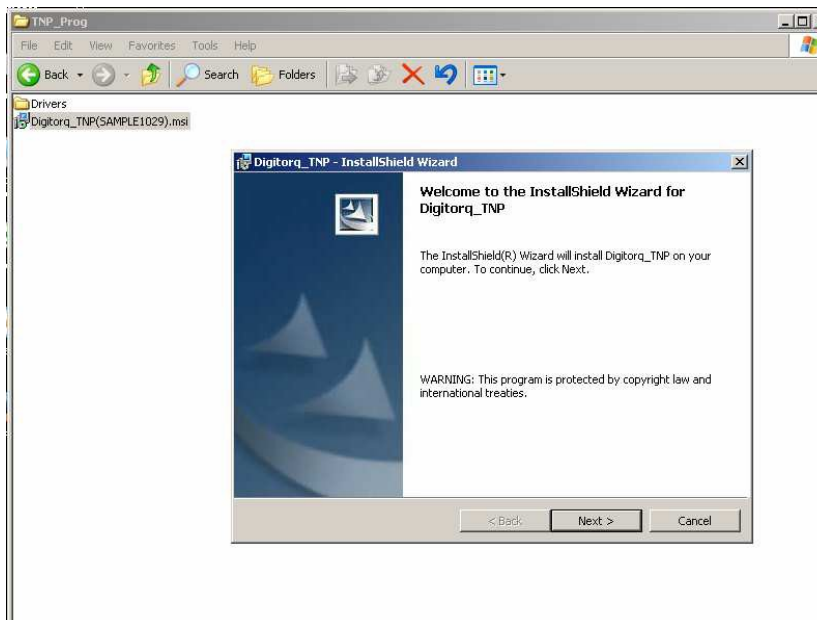 TNP_Prog
File Edit View Favorites Tools Help
Back Search Folders
Drivers
Digitorq_TNP(SAMPLE1029).msi
Digitorq_TNP - InstallShield Wizard
Welcome to the InstallShield Wizard for
Digitorq_TNP
The InstallShield(R) Wizard will install Digitorq_TNP on your
computer. To continue, click Next.
WARNING: This program is protected by copyright law and
international treaties.
< Back Next > Cancel